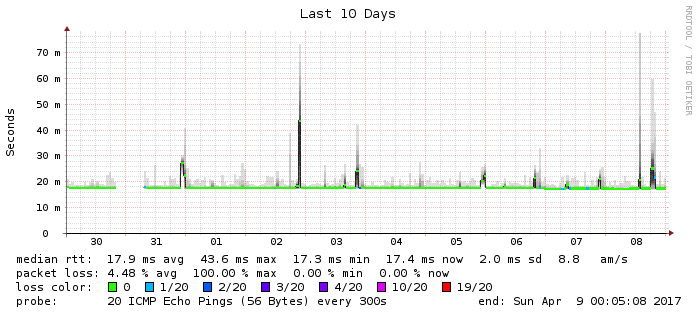 Last 10 Days
RRDTOOL / TOBI OETIKER
Seconds
70 m
60 m
50 m
40 m
30 m
20 m
10 m
0
30 31 01 02 03 04 05 06 07 08
median rtt: 17.9 ms avg 43.6 ms max 17.3 ms min 17.4 ms now 2.0 ms sd 8.8 am/s
packet loss: 4.48 % avg 100.00 % max 0.00 % min 0.00 % now
loss color: 0 1/20 2/20 3/20 4/20 10/20 19/20
probe: 20 ICMP Echo Pings (56 Bytes) every 300s end: Sun Apr 9 00:05:08 2017